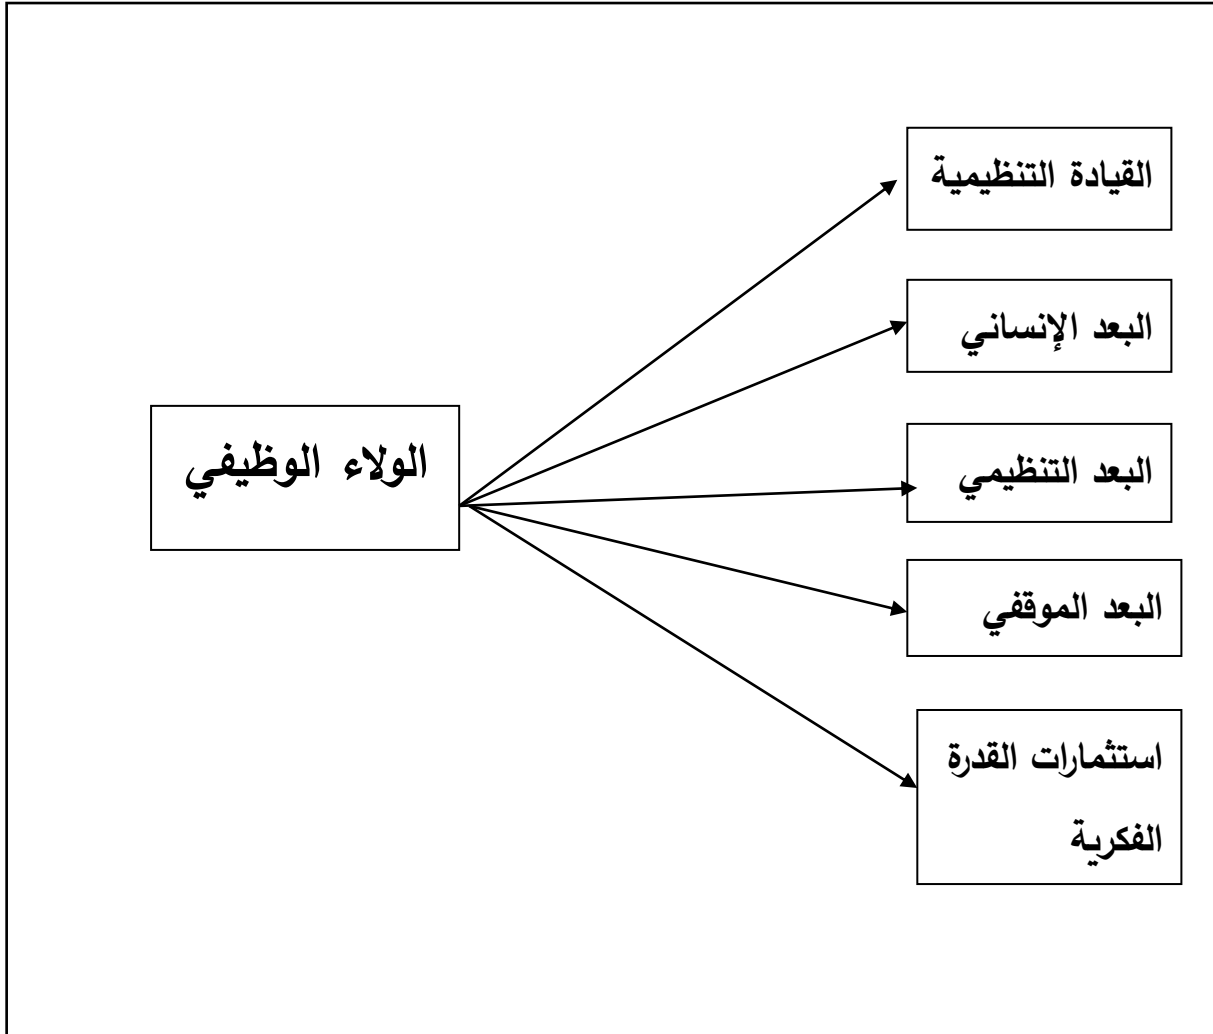 القيادة التنظيمية
البعد الإنساني
الولاء الوظيفي
البعد التنظيمي
البعد الموقفي
استثمارات القدرة
الفكرية